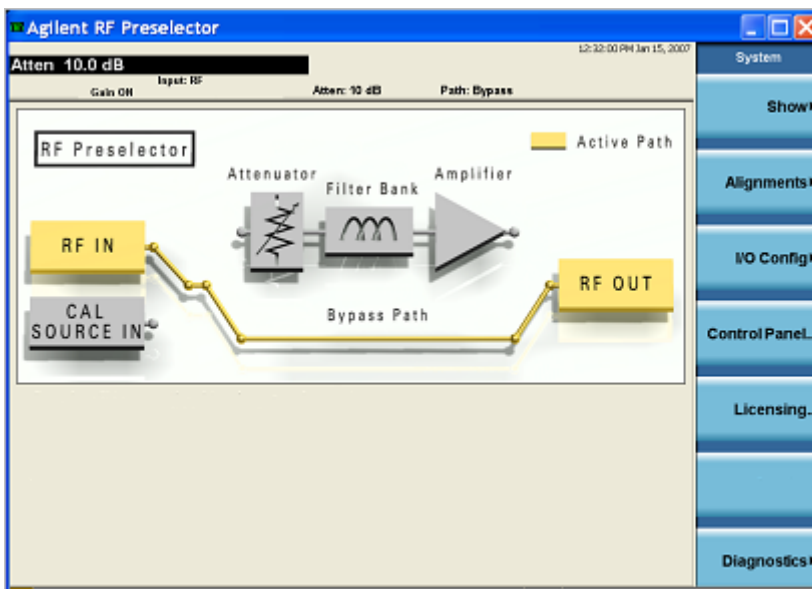 Agilent RF Preselector
12:32:00 PM Jan 15, 2007
System
Atten 10.0 dB
Input: RF
Gain ON
Atten: 10 dB
Path: Bypass
Show
RF Preselector
Active Path
Attenuator
Filter Bank
Amplifier
Alignments
RF IN
I/O Config
RF OUT
CAL
SOURCE IN
Bypass Path
Control Panel..
Licensing.
Diagnostics